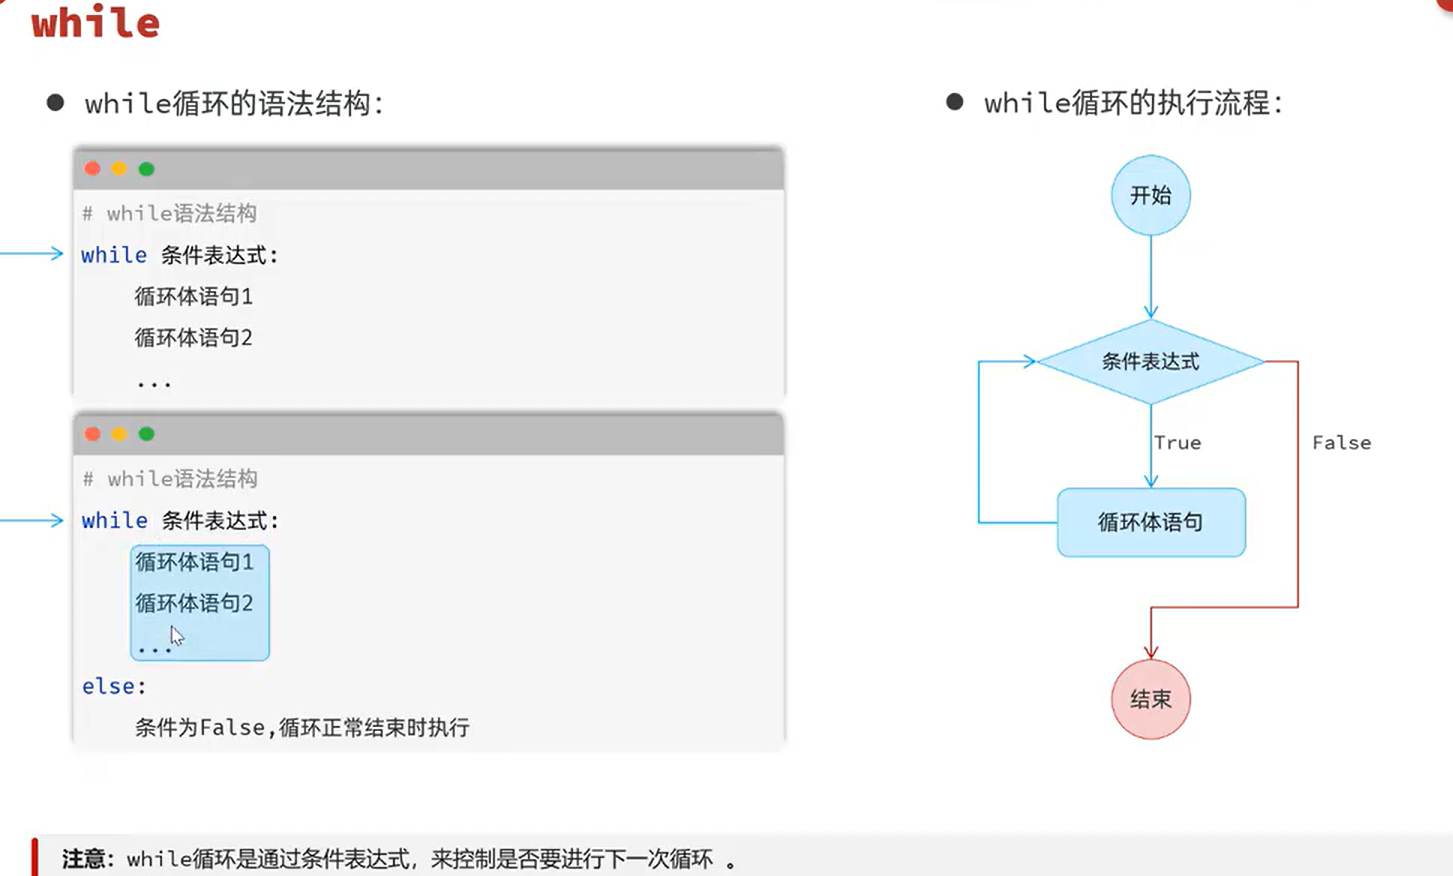 while
● while循环的语法结构：
# while语法结构
while 条件表达式:
循环体语句1
循环体语句2
...
# while语法结构
while 条件表达式:
循环体语句1
循环体语句2
...
else:
条件为False,循环正常结束时执行
● while循环的执行流程：
开始
条件表达式
True
False
循环体语句
结束
注意：while循环是通过条件表达式，来控制是否要进行下一次循环 。